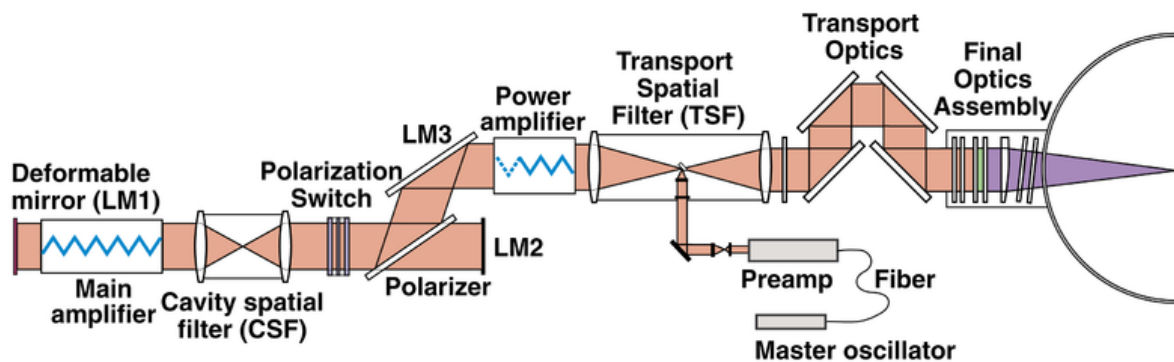 Deformable
mirror (LM1)
Main
amplifier
Cavity spatial
filter (CSF)
Polarization
Switch
LM3
Polarizer
LM2
Power
amplifier
Transport
Spatial
Filter (TSF)
Preamp
Fiber
Master oscillator
Transport
Optics
Final
Optics
Assembly